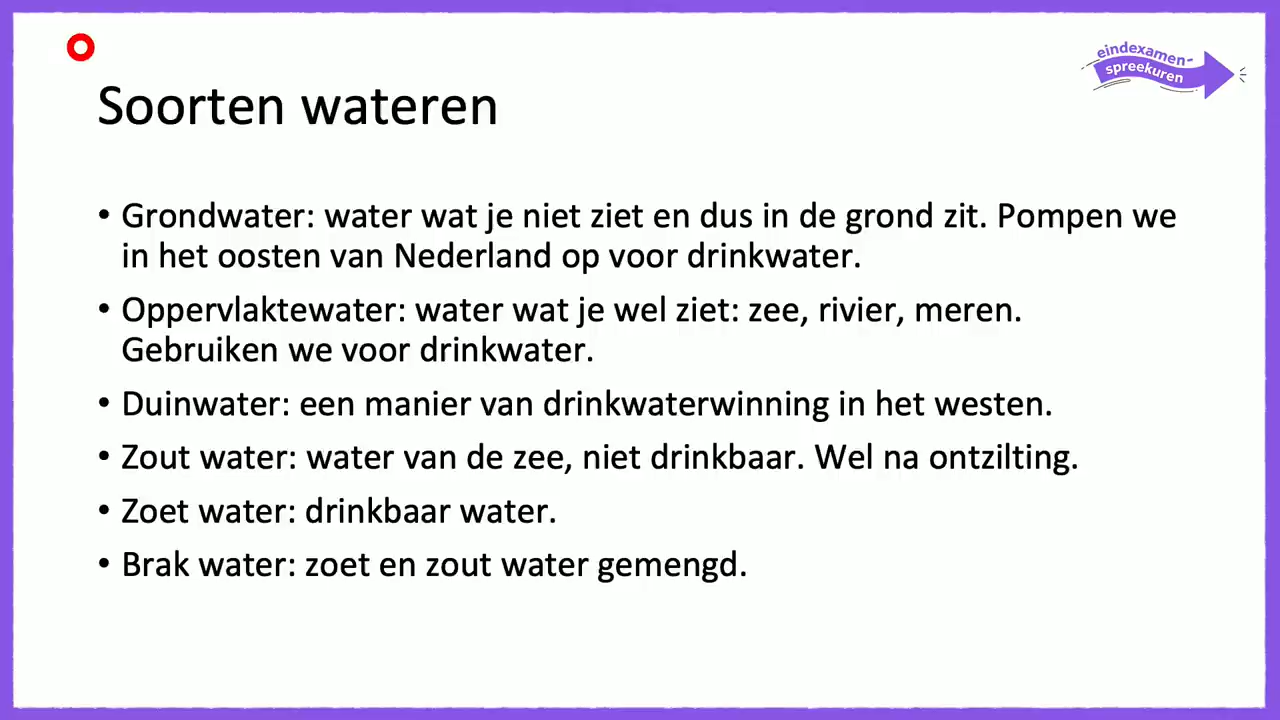 eindexamen-
spreekuren
Soorten wateren
• Grondwater: water wat je niet ziet en dus in de grond zit. Pompen we
in het oosten van Nederland op voor drinkwater.
• Oppervlaktewater: water wat je wel ziet: zee, rivier, meren.
Gebruiken we voor drinkwater.
• Duinwater: een manier van drinkwaterwinning in het westen.
• Zout water: water van de zee, niet drinkbaar. Wel na ontzilting.
• Zoet water: drinkbaar water.
• Brak water: zoet en zout water gemengd.